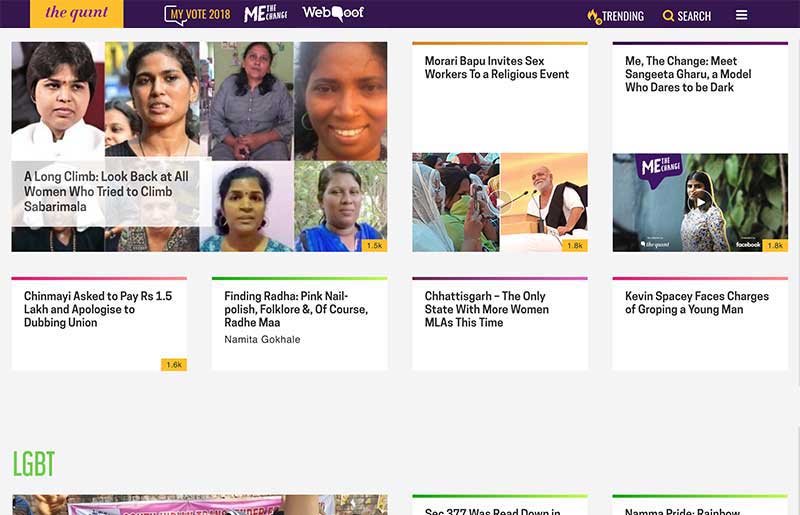 the quint
MY VOTE 2018
ME THE CHANGE
WebQoof
TRENDING
SEARCH
A Long Climb: Look Back at All
Women Who Tried to Climb
Sabarimala
1.5k
Morari Bapu Invites Sex
Workers To a Religious Event
1.8k
Me, The Change: Meet
Sangeeta Gharu, a Model
Who Dares to be Dark
ME THE CHANGE
the quint
facebook
1.8k
Chinmayi Asked to Pay Rs 1.5
Lakh and Apologise to
Dubbing Union
1.6k
Finding Radha: Pink Nail-
polish, Folklore &, Of Course,
Radhe Maa
Namita Gokhale
Chhattisgarh – The Only
State With More Women
MLAs This Time
Kevin Spacey Faces Charges
of Groping a Young Man
LGBT
Sec 377 Was Read Down in
Namma Pride: Rainbow